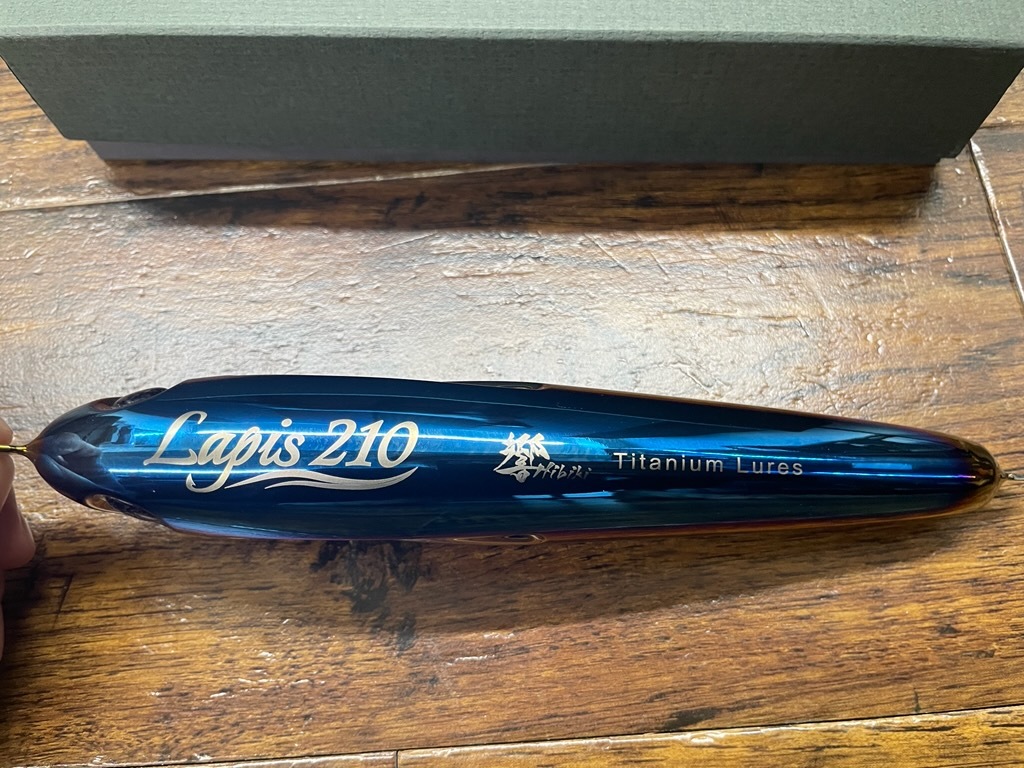 Lapis 210
響 Hibiki
Titanium Lures